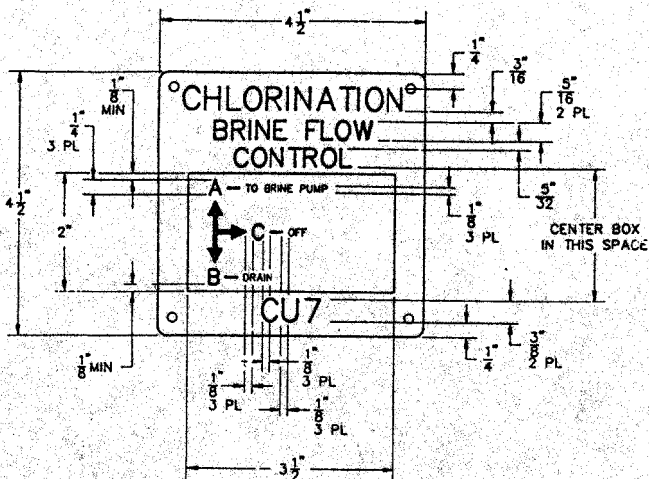 4 1/2"
1/4"
3/16"
5/16"
2 PL
1/8"
MIN
1/4"
3 PL
CHLORINATION
BRINE FLOW
CONTROL
5/32"
4 1/2"
2"
A – TO BRINE PUMP
1/8"
3 PL
CENTER BOX
IN THIS SPACE
C – OFF
B – DRAIN
CU7
1/8" MIN
1/8"
3 PL
1/8"
3 PL
1/8"
3 PL
1/4"
3/8"
2 PL
3 1/2"